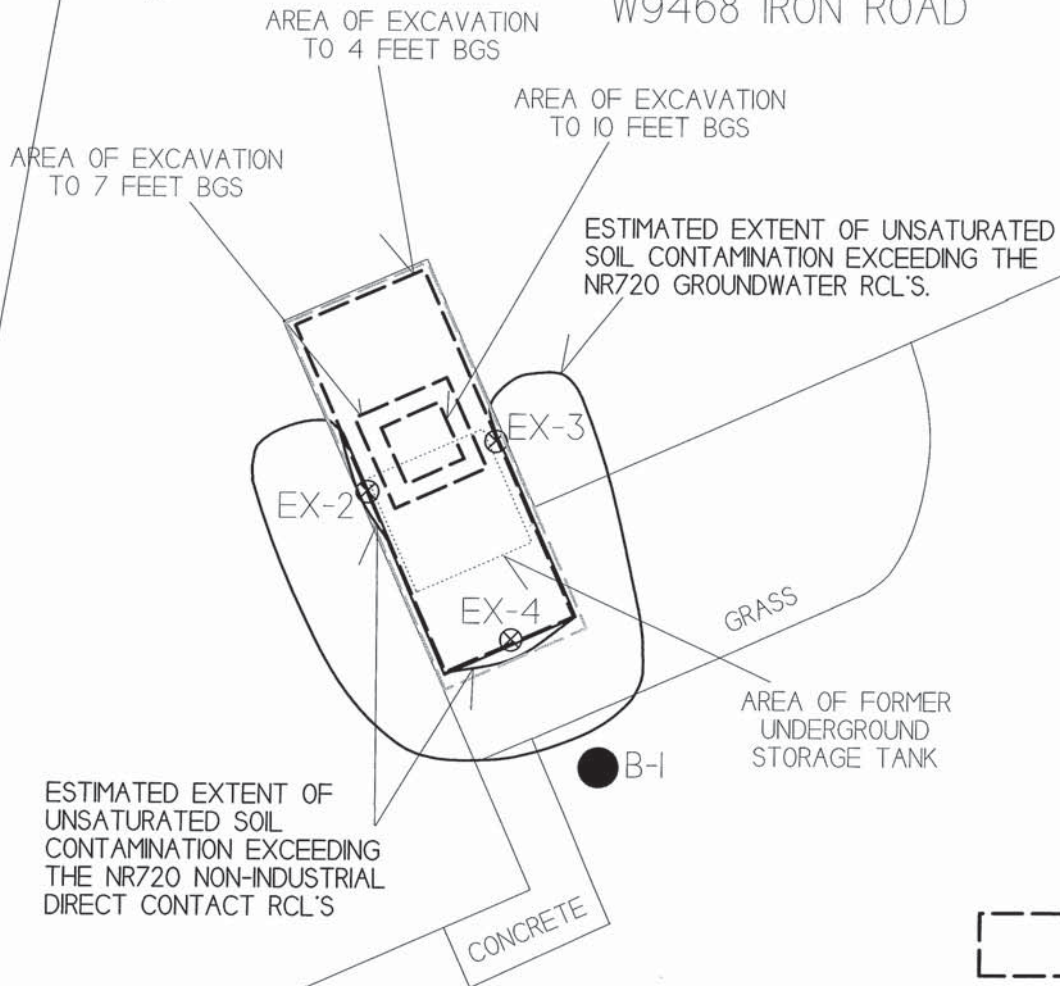 W9468 IRON ROAD
AREA OF EXCAVATION
TO 4 FEET BGS
AREA OF EXCAVATION
TO 10 FEET BGS
AREA OF EXCAVATION
TO 7 FEET BGS
ESTIMATED EXTENT OF UNSATURATED
SOIL CONTAMINATION EXCEEDING THE
NR720 GROUNDWATER RCL'S.
EX-3
EX-2
EX-4
GRASS
AREA OF FORMER
UNDERGROUND
STORAGE TANK
B-1
ESTIMATED EXTENT OF
UNSATURATED SOIL
CONTAMINATION EXCEEDING
THE NR720 NON-INDUSTRIAL
DIRECT CONTACT RCL'S
CONCRETE